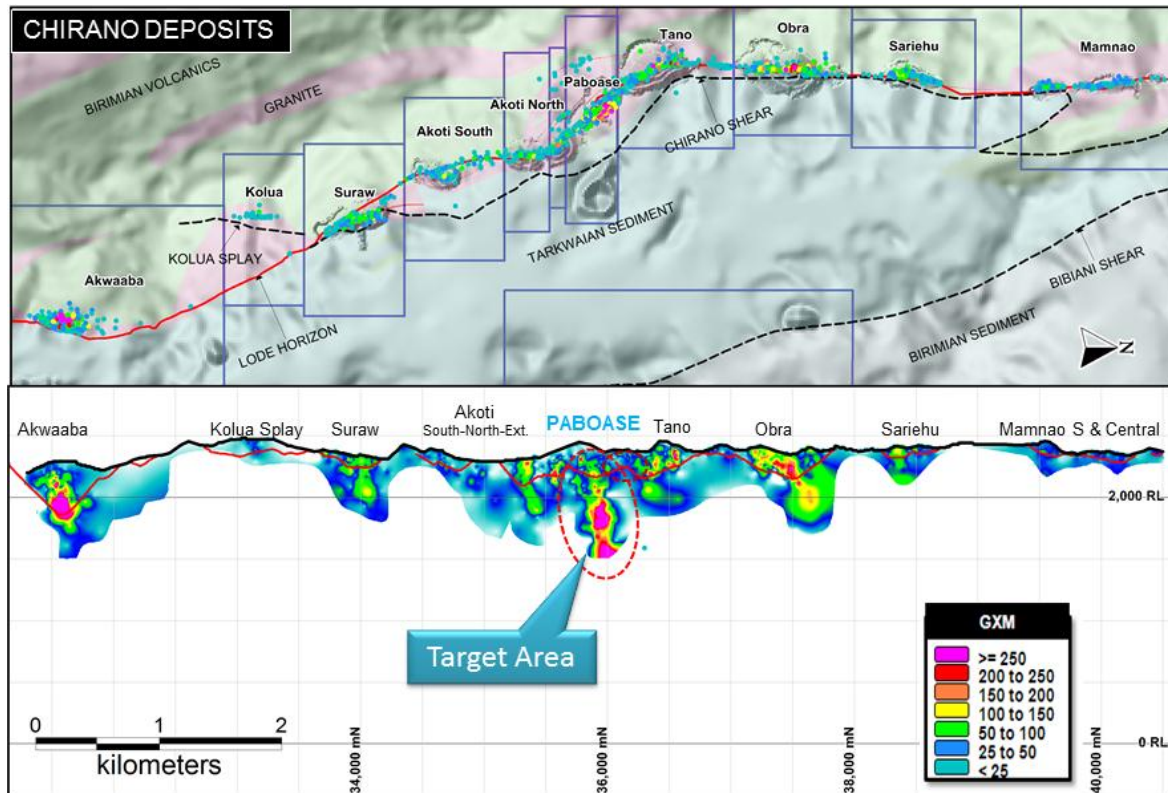 CHIRANO DEPOSITS
BIRIMIAN VOLCANICS
GRANITE
Tano
Obra
Sariehu
Mamnao
Paboase
Akoti North
Akoti South
CHIRANO SHEAR
Kolua
Suraw
TARKWAIAN SEDIMENT
KOLUA SPLAY
Akwaaba
BIBIANI SHEAR
LODE HORIZON
BIRIMIAN SEDIMENT
N
Akwaaba
Kolua Splay
Suraw
Akoti
South-North-Ext.
PABOASE
Tano
Obra
Sariehu
Mamnao S & Central
2,000 RL
Target Area
GXM
>= 250
200 to 250
150 to 200
100 to 150
50 to 100
25 to 50
< 25
0 1 2
kilometers
34,000 mN
36,000 mN
38,000 mN
40,000 mN
0 RL